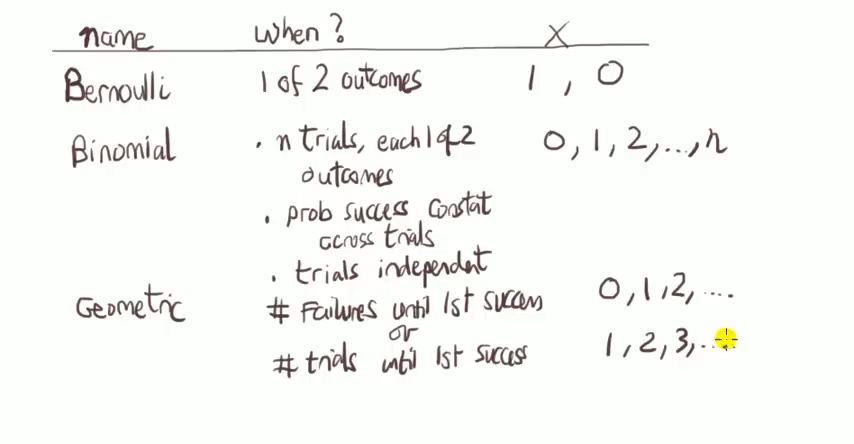 name When? X
Bernoulli 1 of 2 outcomes 1, 0
Binomial · n trials, each 1 of 2 0, 1, 2, ..., n
outcomes
· prob success constat
across trials
· trials independent
Geometric # Failures until 1st success 0, 1, 2, ....
or
# trials until 1st success 1, 2, 3, ...